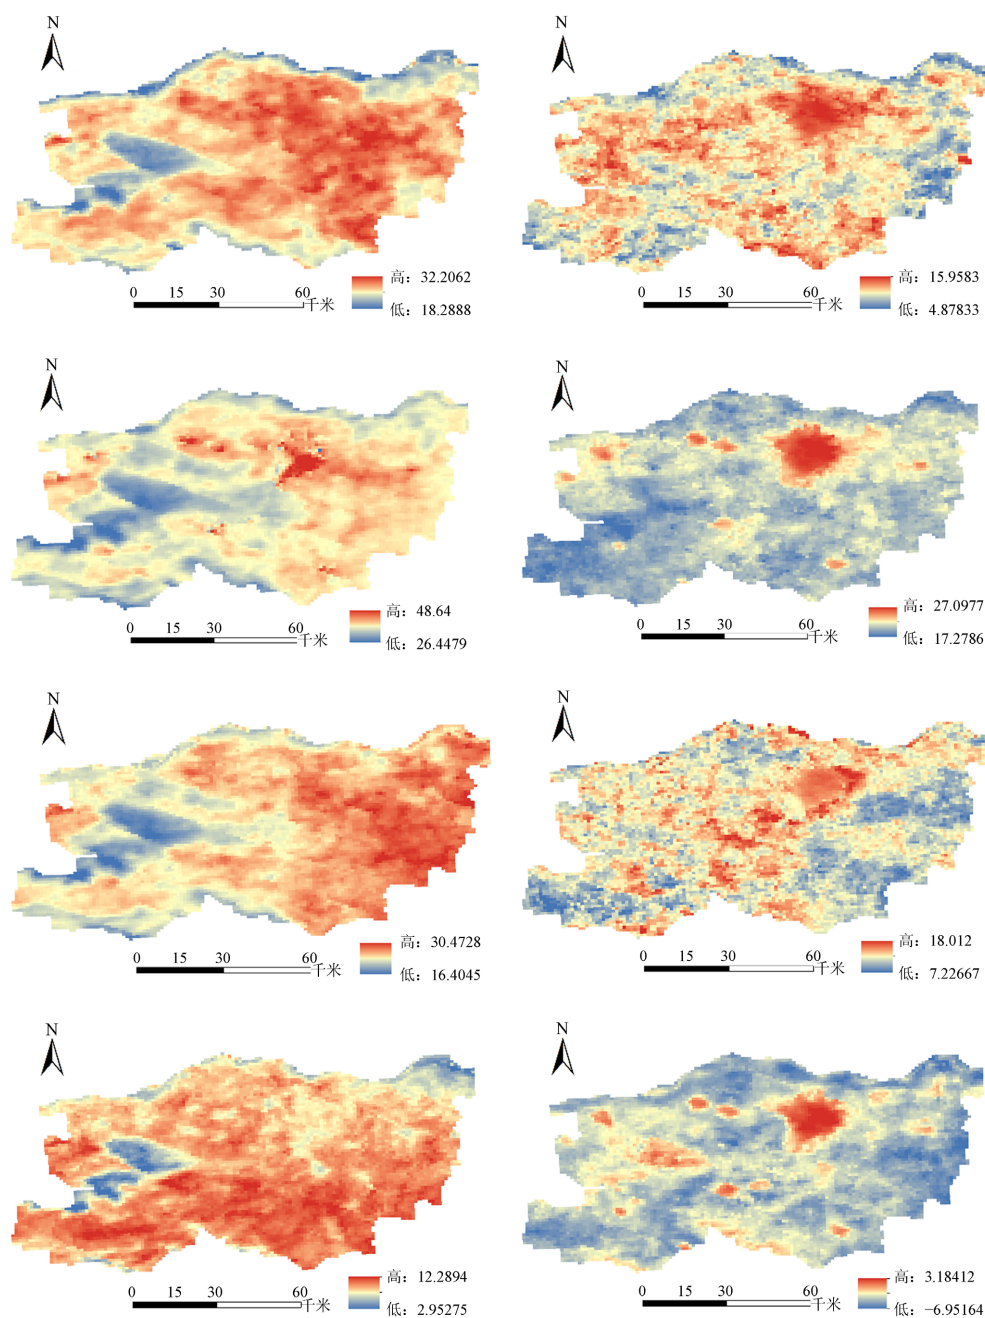 N
高：32.2062
0 15 30 60
千米
低：18.2888
N
高：15.9583
0 15 30 60
千米
低：4.87833
N
高：48.64
0 15 30 60
千米
低：26.4479
N
高：27.0977
0 15 30 60
千米
低：17.2786
N
高：30.4728
0 15 30 60
千米
低：16.4045
N
高：18.012
0 15 30 60
千米
低：7.22667
N
高：12.2894
0 15 30 60
千米
低：2.95275
N
高：3.18412
0 15 30 60
千米
低：−6.95164